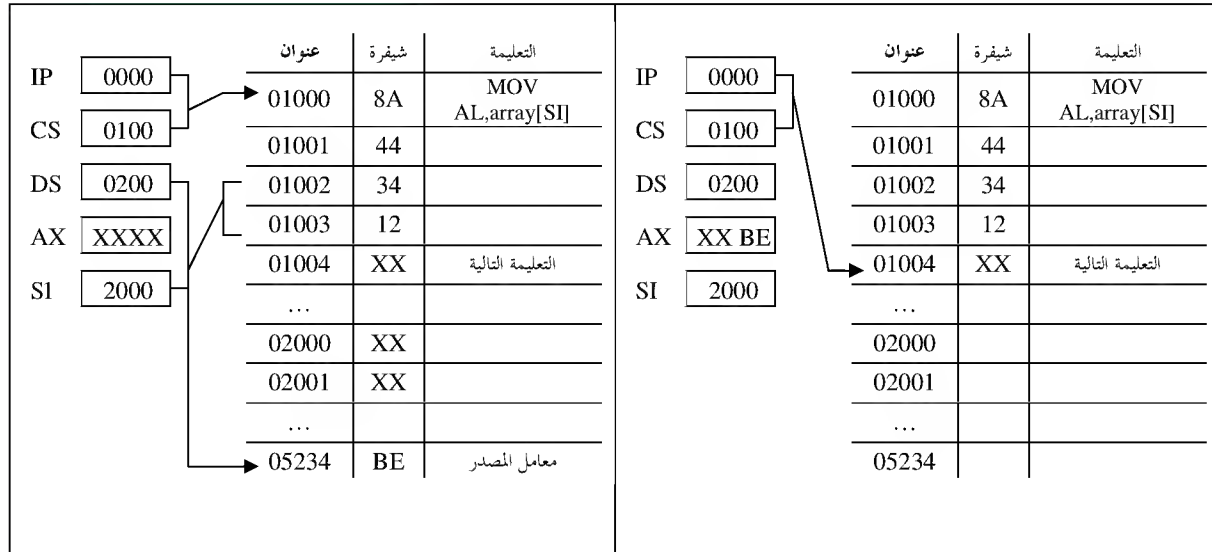 عنوان شيفرة التعليمة
IP 0000
01000 8A MOV AL,array[SI]
CS 0100
01001 44
DS 0200
01002 34
AX XXXX
01003 12
01004 XX التعليمة التالية
SI 2000
...
02000 XX
02001 XX
...
05234 BE معامل المصدر
عنوان شيفرة التعليمة
IP 0000
01000 8A MOV AL,array[SI]
CS 0100
01001 44
DS 0200
01002 34
AX XX BE
01003 12
01004 XX التعليمة التالية
SI 2000
...
02000
02001
...
05234